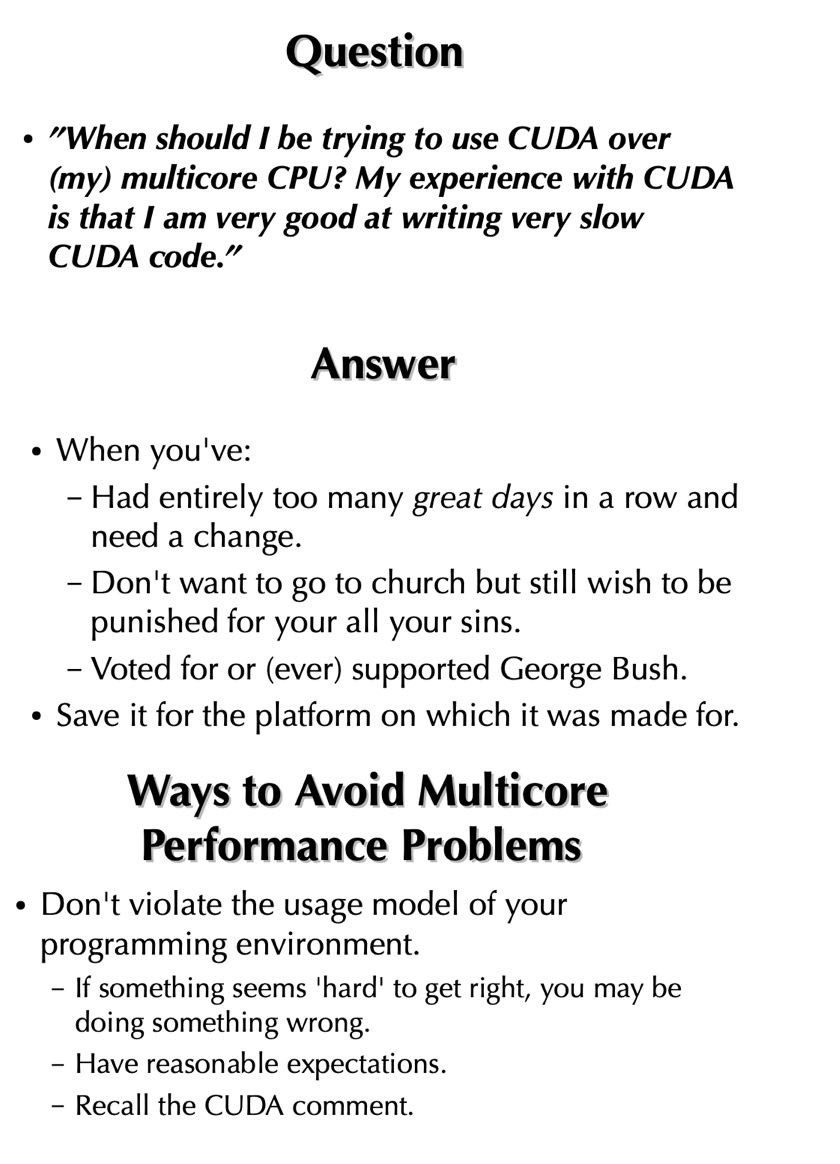 Question
• "When should I be trying to use CUDA over
(my) multicore CPU? My experience with CUDA
is that I am very good at writing very slow
CUDA code."
Answer
• When you've:
– Had entirely too many great days in a row and
need a change.
– Don't want to go to church but still wish to be
punished for your all your sins.
– Voted for or (ever) supported George Bush.
• Save it for the platform on which it was made for.
Ways to Avoid Multicore
Performance Problems
• Don't violate the usage model of your
programming environment.
– If something seems 'hard' to get right, you may be
doing something wrong.
– Have reasonable expectations.
– Recall the CUDA comment.